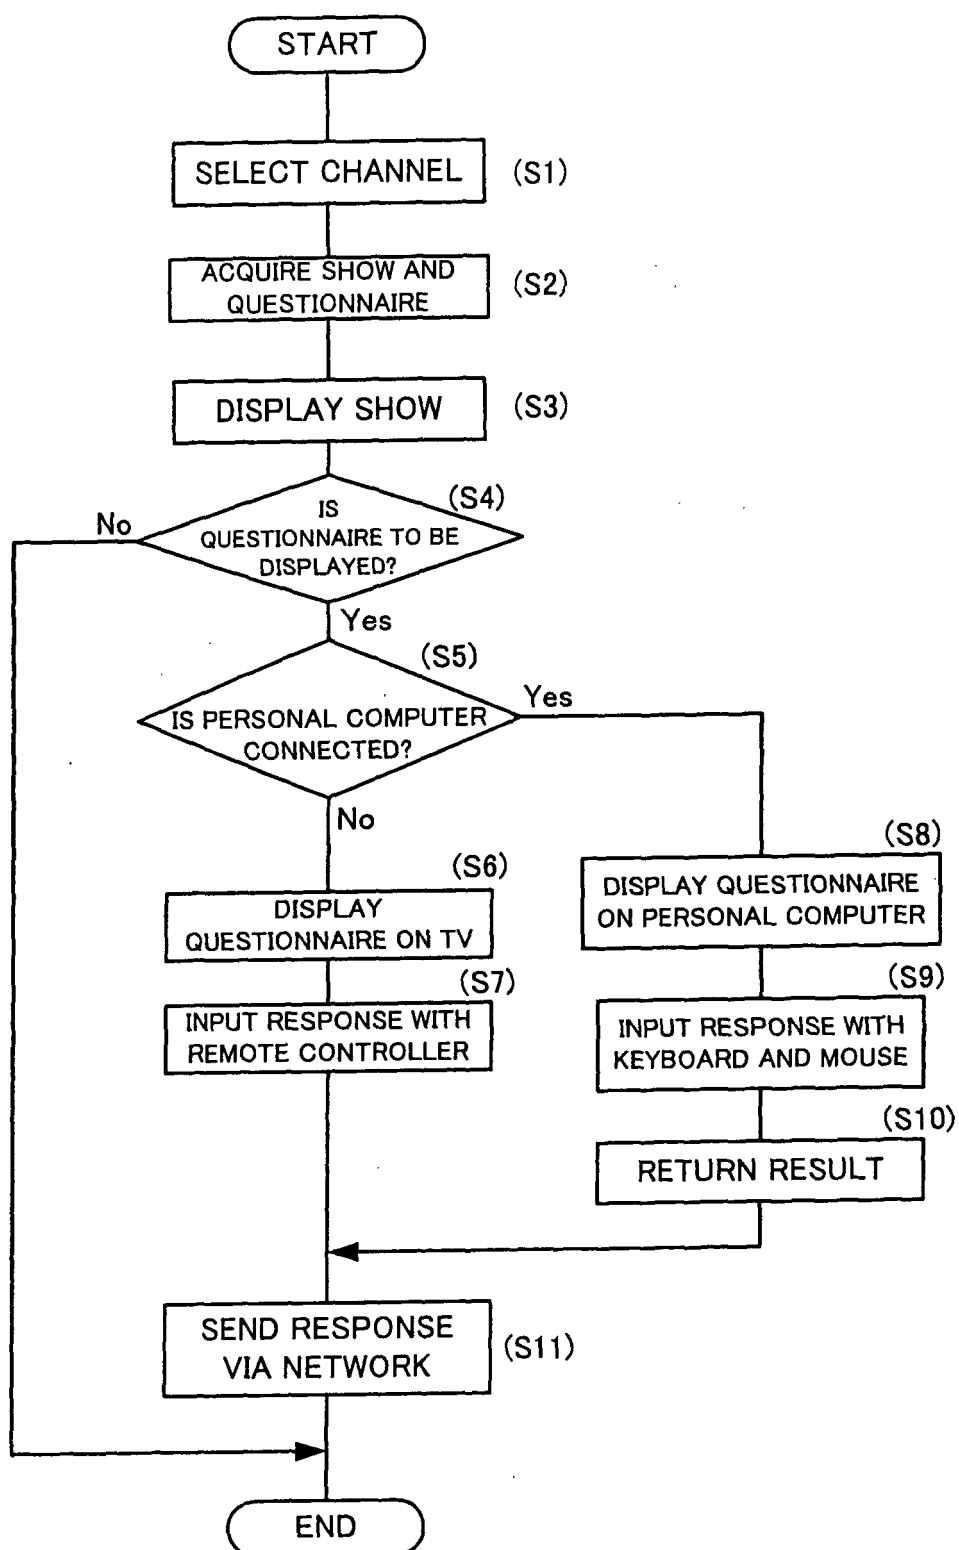 START
SELECT CHANNEL
(S1)
ACQUIRE SHOW AND
QUESTIONNAIRE
(S2)
DISPLAY SHOW
(S3)
(S4)
No
IS
QUESTIONNAIRE TO BE
DISPLAYED?
Yes
(S5)
IS PERSONAL COMPUTER
CONNECTED?
Yes
No
(S6)
DISPLAY
QUESTIONNAIRE ON TV
(S7)
INPUT RESPONSE WITH
REMOTE CONTROLLER
(S8)
DISPLAY QUESTIONNAIRE
ON PERSONAL COMPUTER
(S9)
INPUT RESPONSE WITH
KEYBOARD AND MOUSE
(S10)
RETURN RESULT
SEND RESPONSE
VIA NETWORK
(S11)
END